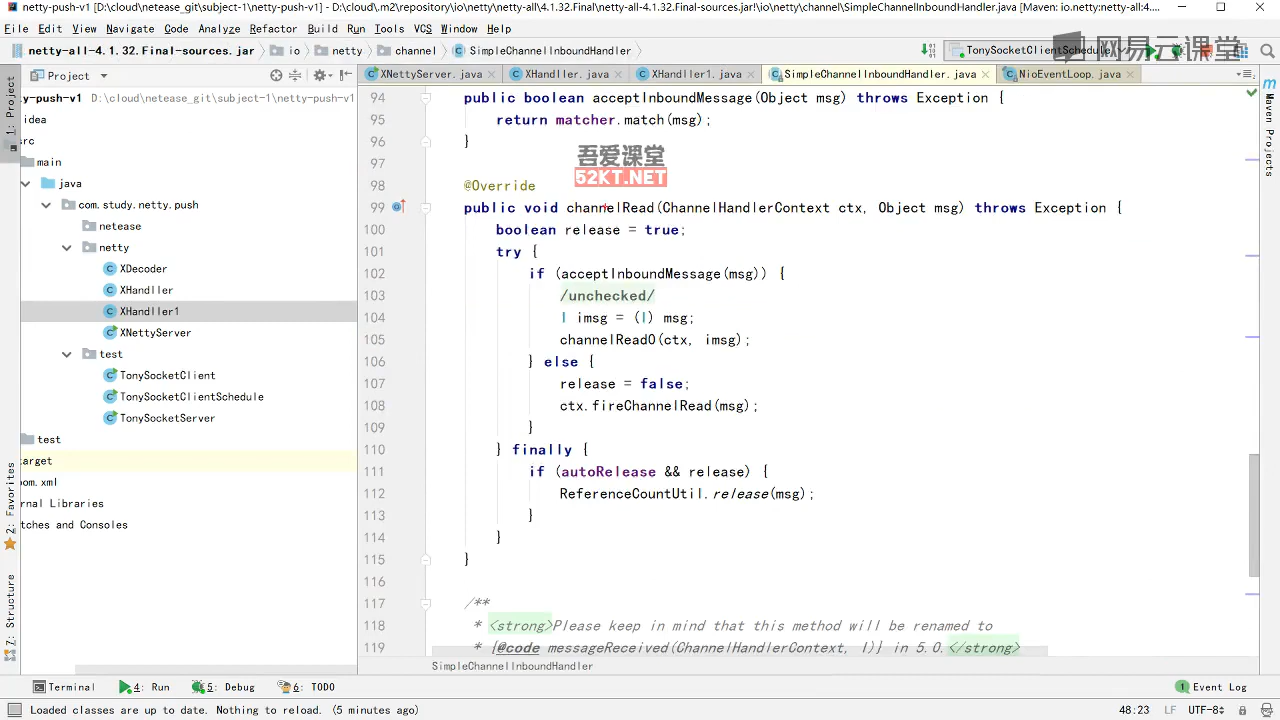 netty-push-v1 [D:\cloud\netease_git\subject-1\netty-push-v1] - D:\cloud\.m2\repository\io\netty\netty-all\4.1.32.Final\netty-all-4.1.32.Final-sources.jar!\io\netty\channel\SimpleChannelInboundHandler.java [Maven: io.netty:netty-all:4....
File Edit View Navigate Code Analyze Refactor Build Run Tools VCS Window Help
netty-all-4.1.32.Final-sources.jar io netty channel SimpleChannelInboundHandler TonySocketClientSchedule
网易云课堂
Project
XNettyServer.java XHandller.java XHandller1.java SimpleChannelInboundHandler.java NioEventLoop.java
1: Project
Maven Projects
2: Favorites
7: Structure
ty-push-v1 D:\cloud\netease_git\subject-1\netty-push-v1
idea
src
main
java
com.study.netty.push
netease
netty
XDecoder
XHandller
XHandller1
XNettyServer
test
TonySocketClient
TonySocketClientSchedule
TonySocketServer
test
target
pom.xml
rnal Libraries
tches and Consoles
94 public boolean acceptInboundMessage(Object msg) throws Exception {
95 return matcher.match(msg);
96 }
97
吾爱课堂
52KT.NET
98 @Override
99 public void channelRead(ChannelHandlerContext ctx, Object msg) throws Exception {
100 boolean release = true;
101 try {
102 if (acceptInboundMessage(msg)) {
103 /unchecked/
104 I imsg = (I) msg;
105 channelRead0(ctx, imsg);
106 } else {
107 release = false;
108 ctx.fireChannelRead(msg);
109 }
110 } finally {
111 if (autoRelease && release) {
112 ReferenceCountUtil.release(msg);
113 }
114 }
115 }
116
117 /**
118 * <strong>Please keep in mind that this method will be renamed to
119 * {@code messageReceived(ChannelHandlerContext, I)} in 5.0.</strong>
SimpleChannelInboundHandler
Terminal 4: Run 5: Debug 6: TODO Event Log
Loaded classes are up to date. Nothing to reload. (5 minutes ago) 48:23 LF UTF-8